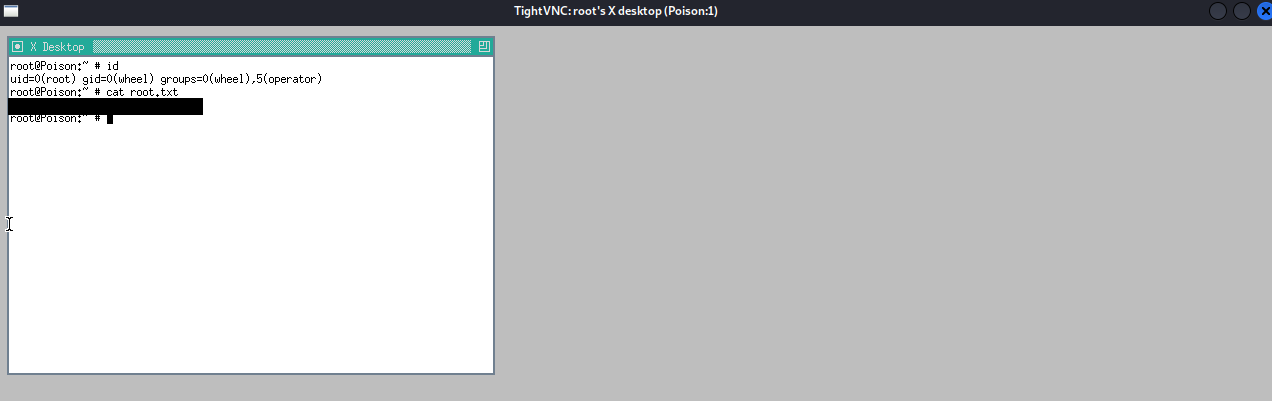 TightVNC: root's X desktop (Poison:1)
X Desktop
root@Poison:~ # id
uid=0(root) gid=0(wheel) groups=0(wheel),5(operator)
root@Poison:~ # cat root.txt
root@Poison:~ #